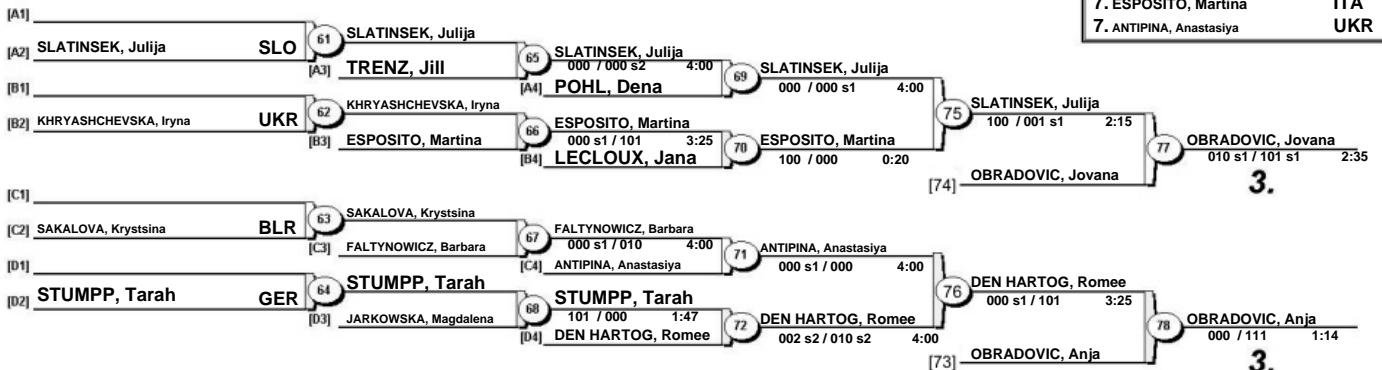 7. ESPOSITO, Martina ITA
7. ANTIPINA, Anastasiya UKR
[A1]
[A2] SLATINSEK, Julija SLO
61
SLATINSEK, Julija
[A3] TRENZ, Jill
65
SLATINSEK, Julija
000 / 000 s2 4:00
[A4] POHL, Dena
69
SLATINSEK, Julija
000 / 000 s1 4:00
[B1]
[B2] KHRYASHCHEVSKA, Iryna UKR
62
KHRYASHCHEVSKA, Iryna
[B3] ESPOSITO, Martina
66
ESPOSITO, Martina
000 s1 / 101 3:25
[B4] LECLOUX, Jana
70
ESPOSITO, Martina
100 / 000 0:20
75
SLATINSEK, Julija
100 / 001 s1 2:15
[74] OBRADOVIC, Jovana
77
OBRADOVIC, Jovana
010 s1 / 101 s1 2:35
3.
[C1]
[C2] SAKALOVA, Krystsina BLR
63
SAKALOVA, Krystsina
[C3] FALTYNOWICZ, Barbara
67
FALTYNOWICZ, Barbara
000 s1 / 010 4:00
[C4] ANTIPINA, Anastasiya
71
ANTIPINA, Anastasiya
000 s1 / 000 4:00
[D1]
[D2] STUMPP, Tarah GER
64
STUMPP, Tarah
[D3] JARKOWSKA, Magdalena
68
STUMPP, Tarah
101 / 000 1:47
[D4] DEN HARTOG, Romee
72
DEN HARTOG, Romee
002 s2 / 010 s2 4:00
76
DEN HARTOG, Romee
000 s1 / 101 3:25
[73] OBRADOVIC, Anja
78
OBRADOVIC, Anja
000 / 111 1:14
3.